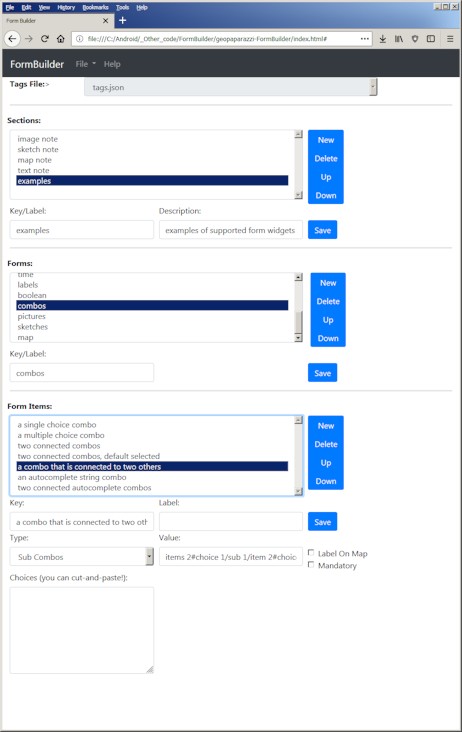 File Edit View History Bookmarks Tools Help
Form Builder
file:///C:/Android/_Other_code/FormBuilder/geopaparazzi-FormBuilder/index.html#
FormBuilder File Help
Tags File:> tags.json
Sections:
image note
sketch note
map note
text note
examples
New
Delete
Up
Down
Key/Label: Description:
examples examples of supported form widgets Save
Forms:
time
labels
boolean
combos
pictures
sketches
map
New
Delete
Up
Down
Key/Label:
combos Save
Form Items:
a single choice combo
a multiple choice combo
two connected combos
two connected combos, default selected
a combo that is connected to two others
an autocomplete string combo
two connected autocomplete combos
New
Delete
Up
Down
Key: Label:
a combo that is connected to two oth Save
Type: Value:
Sub Combos items 2#choice 1/sub 1/item 2#choic
Label On Map
Mandatory
Choices (you can cut-and-paste!):